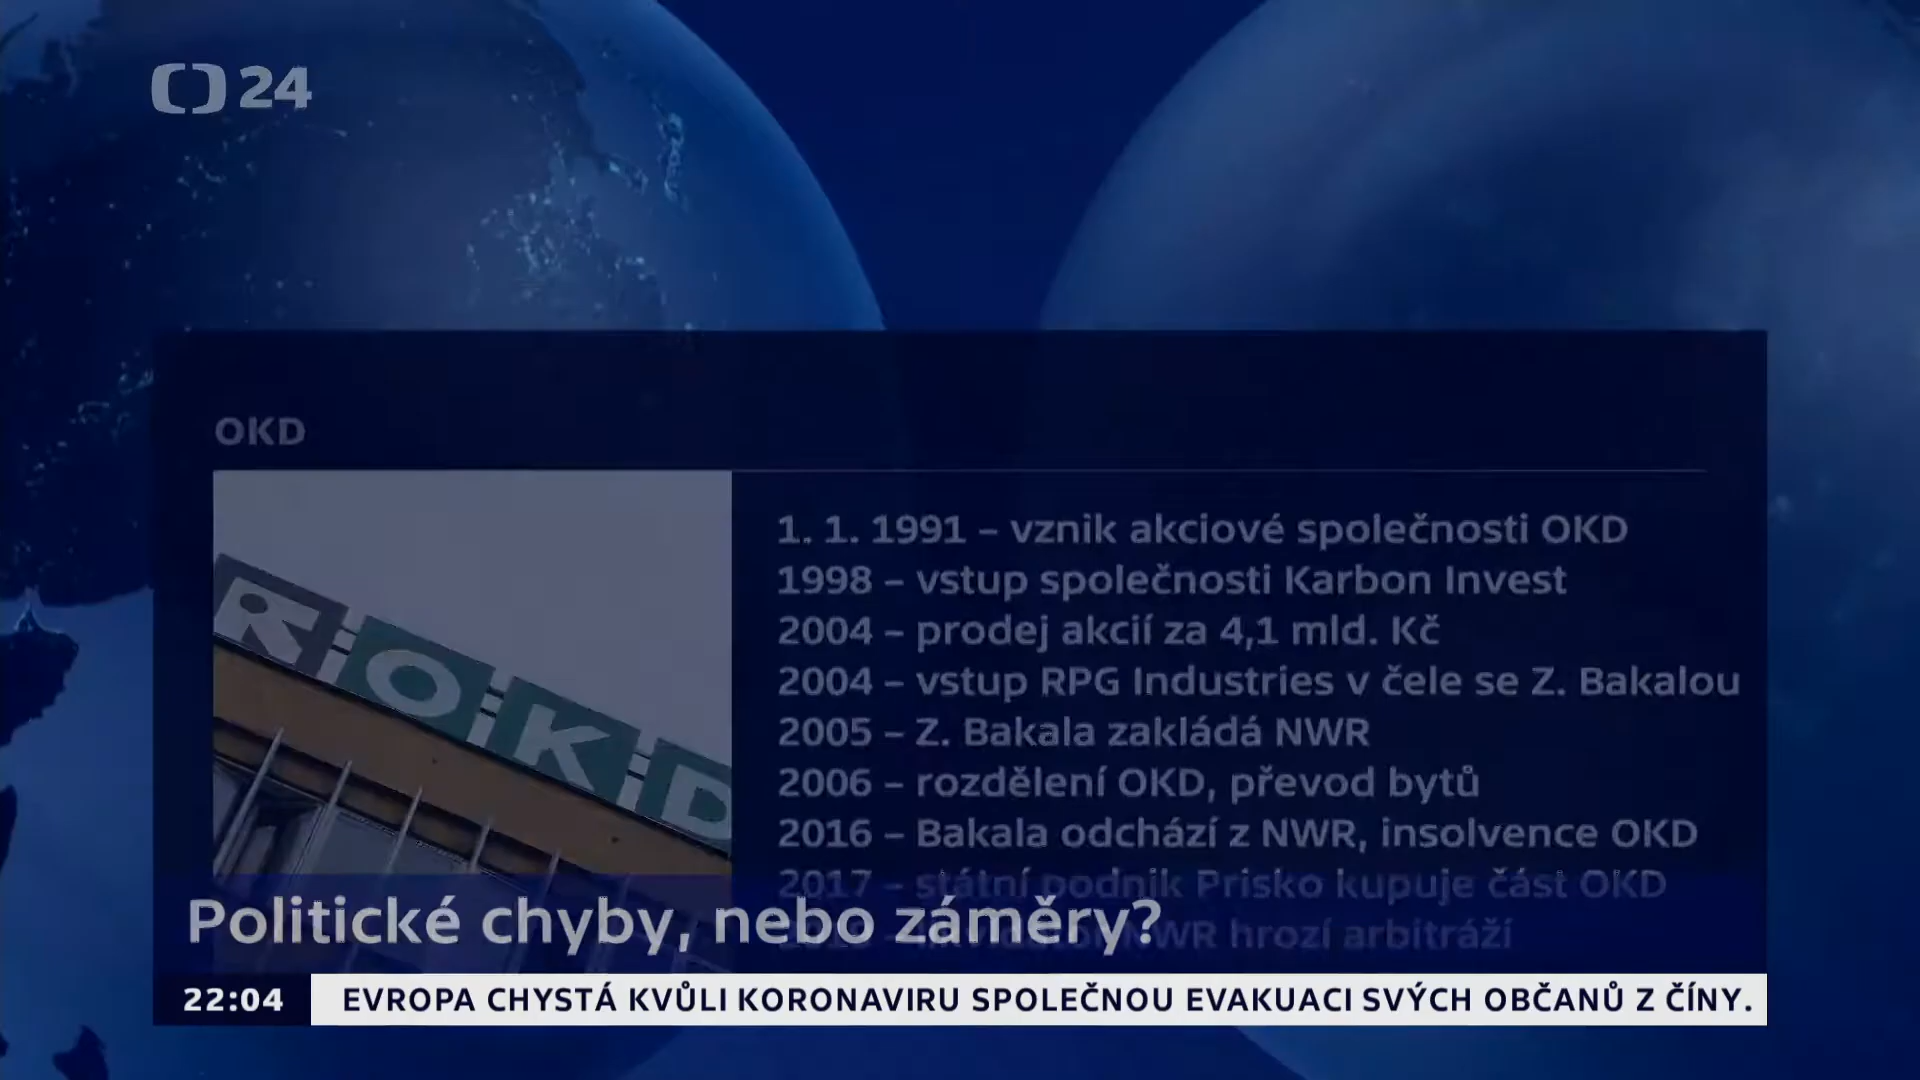 24
OKD
OKD
1. 1. 1991 – vznik akciové společnosti OKD
1998 – vstup společnosti Karbon Invest
2004 – prodej akcií za 4,1 mld. Kč
2004 – vstup RPG Industries v čele se Z. Bakalou
2005 – Z. Bakala zakládá NWR
2006 – rozdělení OKD, převod bytů
2016 – Bakala odchází z NWR, insolvence OKD
2017 – státní podnik Prisko kupuje část OKD
NWR hrozí arbitráží
Politické chyby, nebo záměry?
22:04 EVROPA CHYSTÁ KVŮLI KORONAVIRU SPOLEČNOU EVAKUACI SVÝCH OBČANŮ Z ČÍNY.